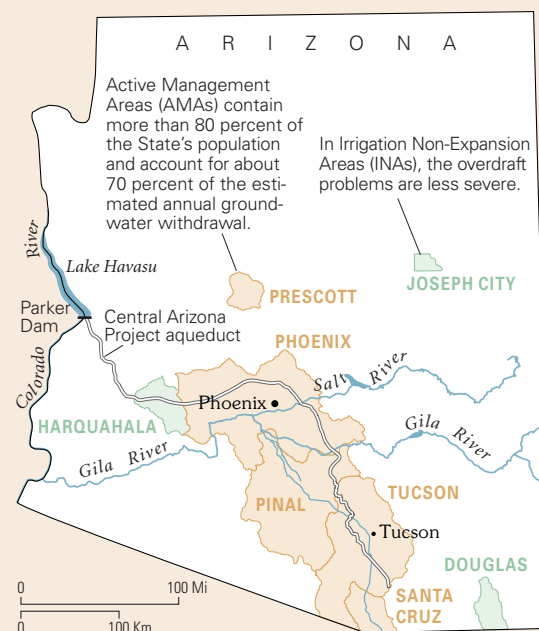 ARIZONA
Active Management
Areas (AMAs) contain
more than 80 percent of
the State's population
and account for about
70 percent of the esti-
mated annual ground-
water withdrawal.
In Irrigation Non-Expansion
Areas (INAs), the overdraft
problems are less severe.
River
Lake Havasu
JOSEPH CITY
PRESCOTT
Parker
Dam
Central Arizona
Project aqueduct
PHOENIX
Colorado
Salt River
Phoenix
HARQUAHALA
Gila River
Gila River
PINAL
TUCSON
Tucson
DOUGLAS
SANTA
CRUZ
0 100 Mi
0 100 Km